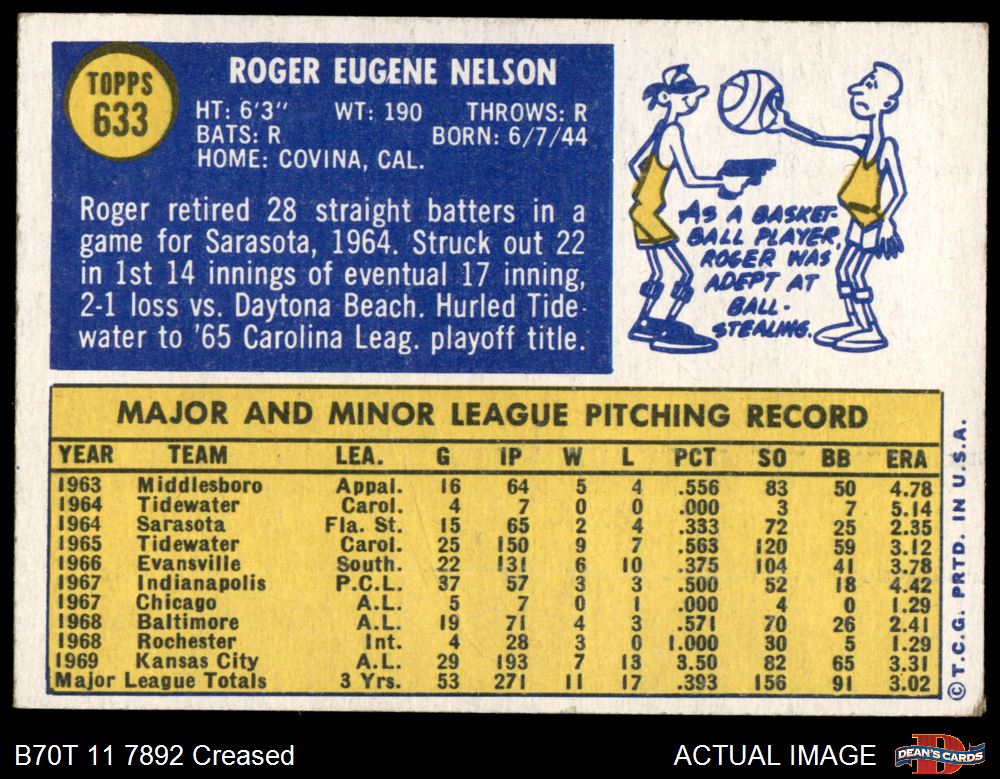 TOPPS
633
ROGER EUGENE NELSON
HT: 6'3" WT: 190 THROWS: R
BATS: R BORN: 6/7/44
HOME: COVINA, CAL.
Roger retired 28 straight batters in a
game for Sarasota, 1964. Struck out 22
in 1st 14 innings of eventual 17 inning,
2-1 loss vs. Daytona Beach. Hurled Tide-
water to '65 Carolina Leag. playoff title.
AS A BASKET-
BALL PLAYER,
ROGER WAS
ADEPT AT
BALL-
STEALING.
MAJOR AND MINOR LEAGUE PITCHING RECORD
YEAR TEAM LEA. G IP W L PCT SO BB ERA
1963 Middlesboro Appal. 16 64 5 4 .556 83 50 4.78
1964 Tidewater Carol. 4 7 0 0 .000 3 7 5.14
1964 Sarasota Fla. St. 15 65 2 4 .333 72 25 2.35
1965 Tidewater Carol. 25 150 9 7 .563 120 59 3.12
1966 Evansville South. 22 131 6 10 .375 104 41 3.78
1967 Indianapolis P.C.L. 37 57 3 3 .500 52 18 4.42
1967 Chicago A.L. 5 7 0 1 .000 4 0 1.29
1968 Baltimore A.L. 19 71 4 3 .571 70 26 2.41
1968 Rochester Int. 4 28 3 0 1.000 30 5 1.29
1969 Kansas City A.L. 29 193 7 13 3.50 82 65 3.31
Major League Totals 3 Yrs. 53 271 11 17 .393 156 91 3.02
© T.C.G. PRTD. IN U.S.A.
B70T 11 7892 Creased
ACTUAL IMAGE
DEAN'S CARDS